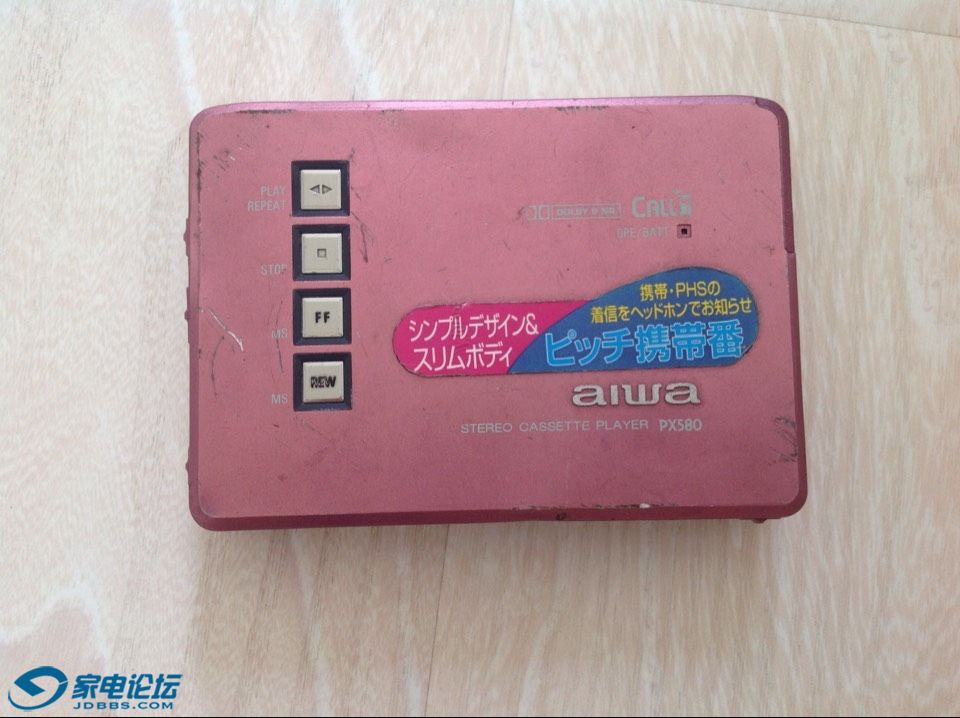 PLAY
REPEAT
STOP
MS
FF
MS
REW
DOLBY B NR
CALL
OPE/BATT
シンプルデザイン&
スリムボディ
携帯・PHSの
着信をヘッドホンでお知らせ
ピッチ携帯番
aiwa
STEREO CASSETTE PLAYER PX580
家电论坛
JDBBS.COM